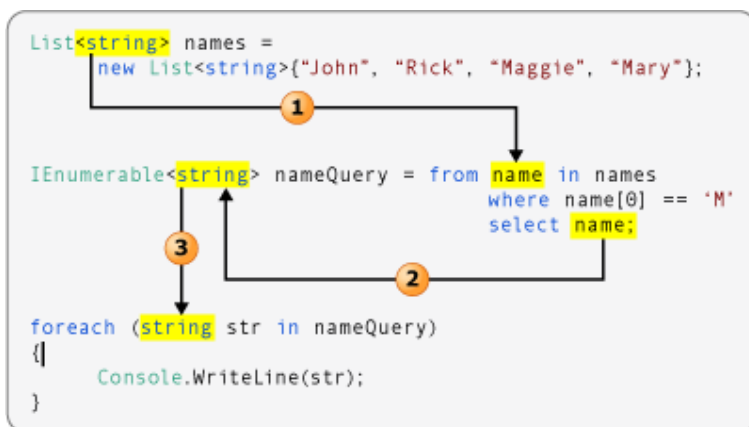 List<string> names =
new List<string>{“John”, “Rick”, “Maggie”, “Mary”};
1
IEnumerable<string> nameQuery = from name in names
where name[0] == ‘M’
select name;
3
2
foreach (string str in nameQuery)
{
Console.WriteLine(str);
}